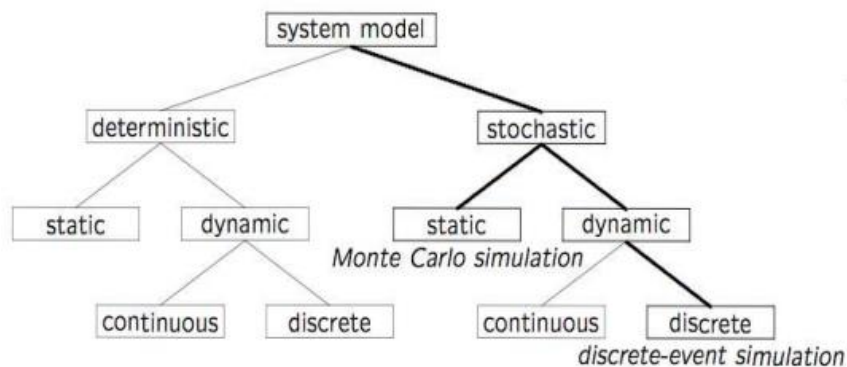 system model
deterministic stochastic
static dynamic static dynamic
Monte Carlo simulation
continuous discrete continuous discrete
discrete-event simulation